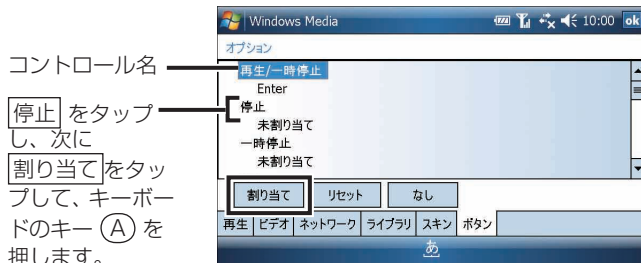 コントロール名
停止 をタップ
し、次に
割り当て をタッ
プして、キーボー
ドのキー Ⓐ を
押します。
Windows Media 10:00 ok
オプション
再生/一時停止
Enter
停止
未割り当て
一時停止
未割り当て
割り当て リセット なし
再生 ビデオ ネットワーク ライブラリ スキン ボタン
あ